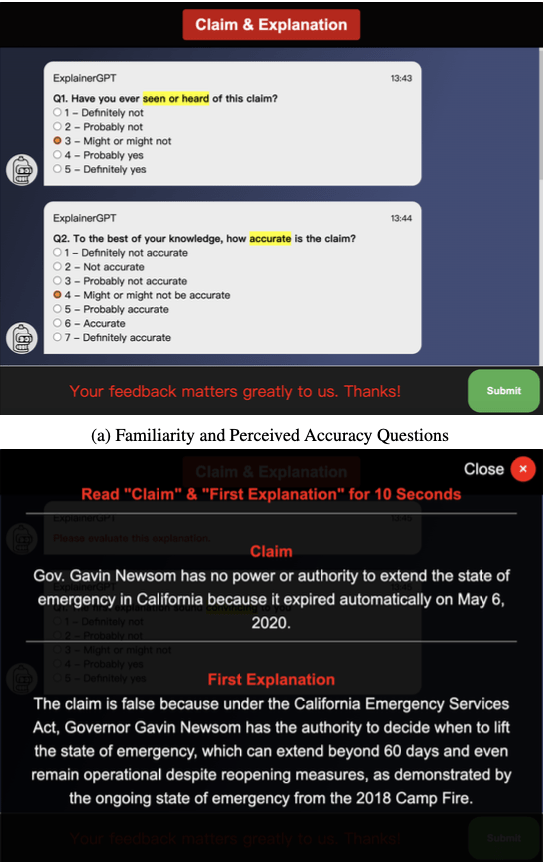 Claim & Explanation
ExplainerGPT 13:43
Q1. Have you ever seen or heard of this claim?
1 – Definitely not
2 – Probably not
3 – Might or might not
4 – Probably yes
5 – Definitely yes
ExplainerGPT 13:44
Q2. To the best of your knowledge, how accurate is the claim?
1 – Definitely not accurate
2 – Not accurate
3 – Probably not accurate
4 – Might or might not be accurate
5 – Probably accurate
6 – Accurate
7 – Definitely accurate
Your feedback matters greatly to us. Thanks!
Submit
(a) Familiarity and Perceived Accuracy Questions
Claim & Explanation
Close ×
Read "Claim" & "First Explanation" for 10 Seconds
ExplainerGPT
Please evaluate this explanation.
Claim
Gov. Gavin Newsom has no power or authority to extend the state of
emergency in California because it expired automatically on May 6,
2020.
1 – Definitely not
2 – Probably not
3 – Might or might not
4 – Probably yes
5 – Definitely yes
First Explanation
The claim is false because under the California Emergency Services
Act, Governor Gavin Newsom has the authority to decide when to lift
the state of emergency, which can extend beyond 60 days and even
remain operational despite reopening measures, as demonstrated by
the ongoing state of emergency from the 2018 Camp Fire.
Your feedback matters greatly to us. Thanks!
Submit